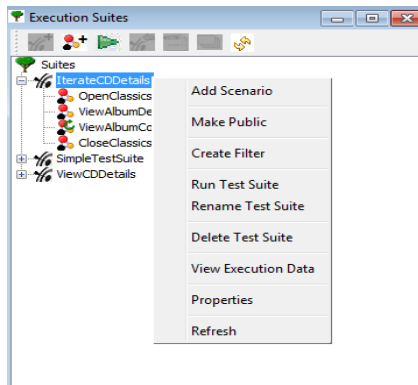 Execution Suites
Suites
IterateCDDetails
OpenClassics
ViewAlbumDe
ViewAlbumCc
CloseClassics
SimpleTestSuite
ViewCDDetails
Add Scenario
Make Public
Create Filter
Run Test Suite
Rename Test Suite
Delete Test Suite
View Execution Data
Properties
Refresh